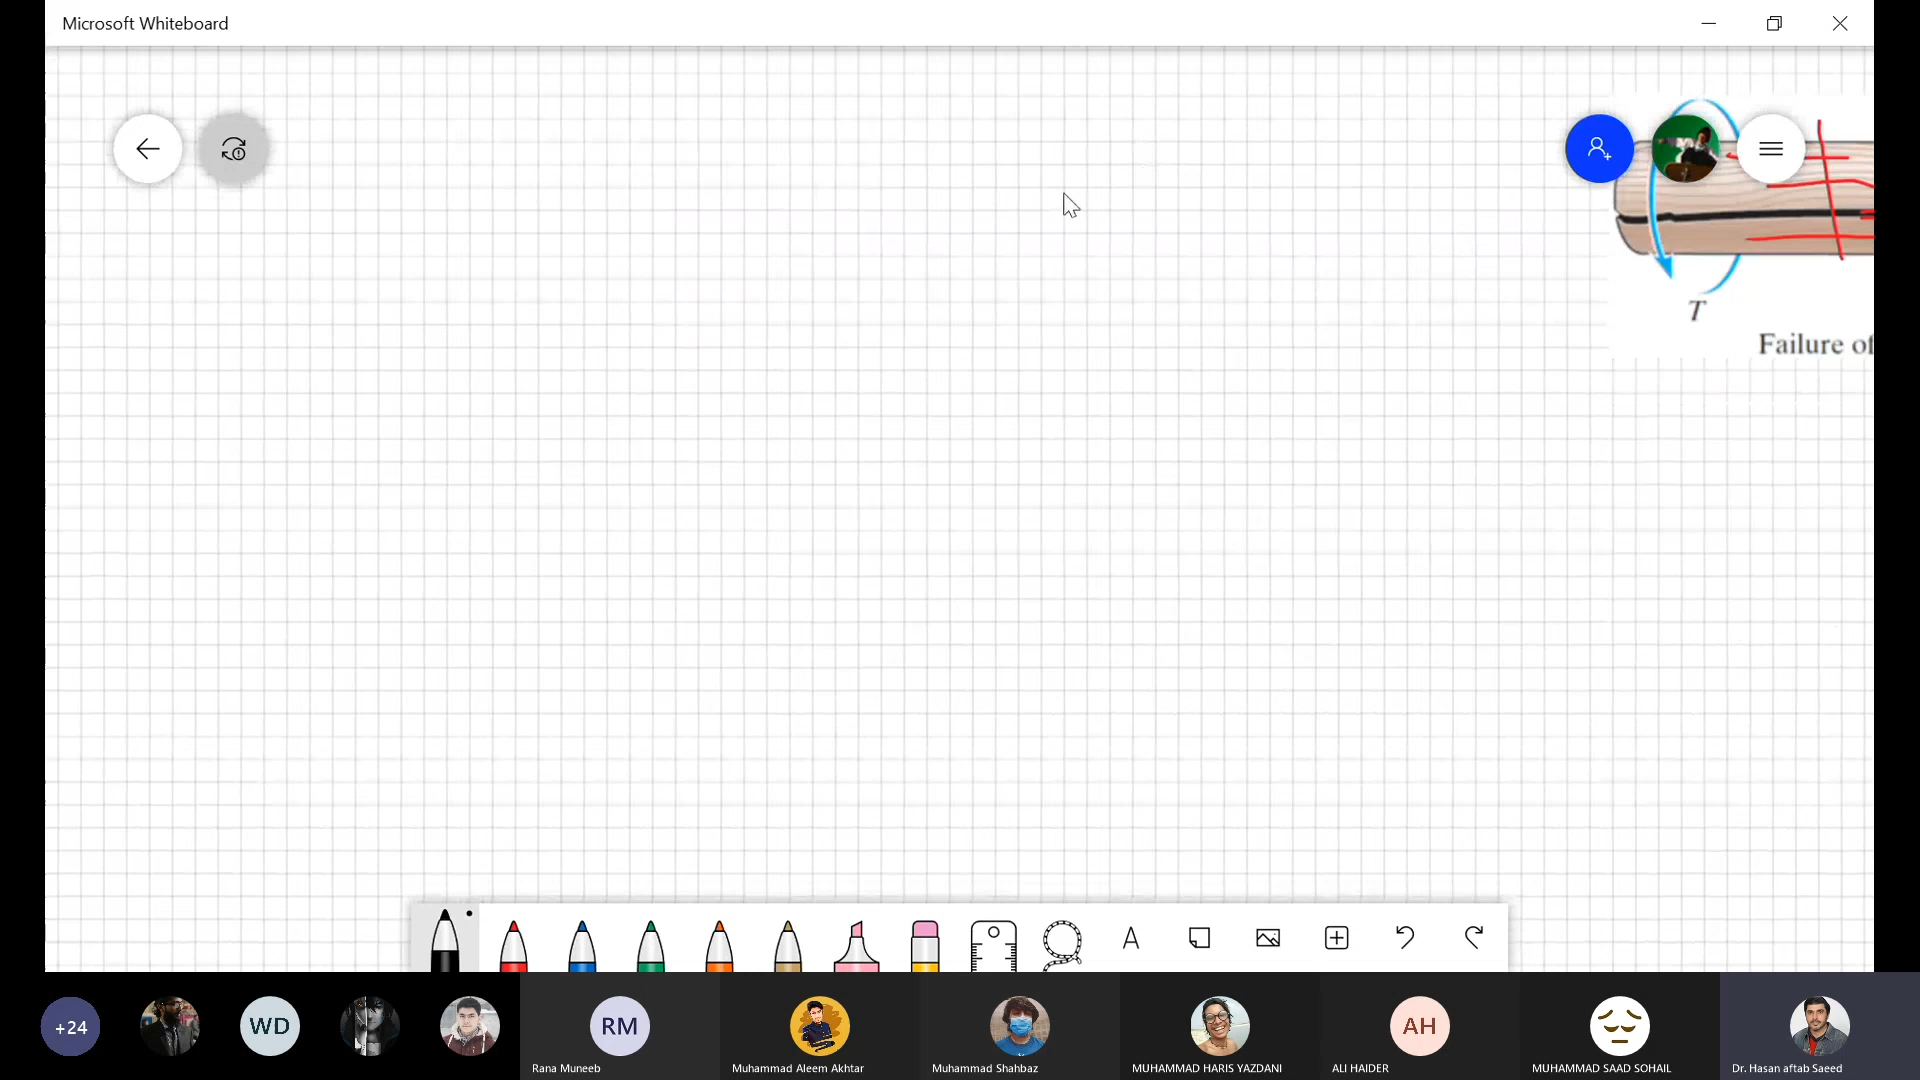 Microsoft Whiteboard
T
Failure of
+24
WD
RM
AH
Rana Muneeb
Muhammad Aleem Akhtar
Muhammad Shahbaz
MUHAMMAD HARIS YAZDANI
ALI HAIDER
MUHAMMAD SAAD SOHAIL
Dr. Hasan aftab Saeed